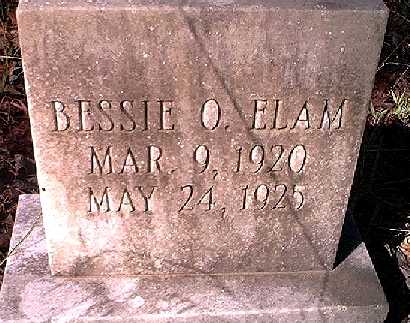 BESSIE O. ELAM
MAR. 9, 1920
MAY 24, 1925